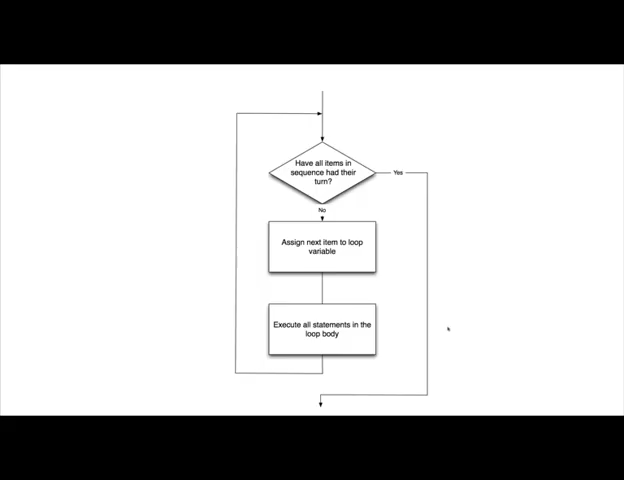 Have all items in
sequence had their
turn?
Yes
No
Assign next item to loop
variable
Execute all statements in the
loop body